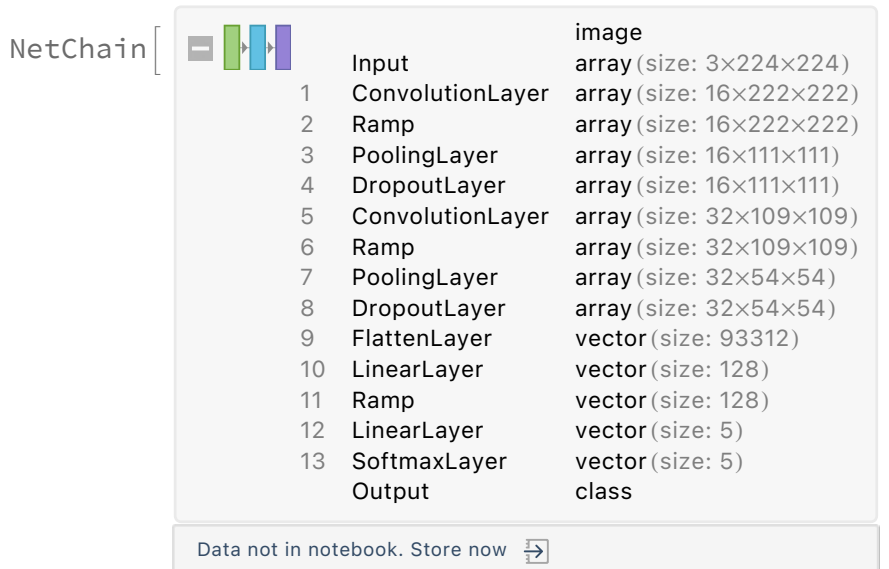 image
NetChain[ Input array (size: 3×224×224)
1 ConvolutionLayer array (size: 16×222×222)
2 Ramp array (size: 16×222×222)
3 PoolingLayer array (size: 16×111×111)
4 DropoutLayer array (size: 16×111×111)
5 ConvolutionLayer array (size: 32×109×109)
6 Ramp array (size: 32×109×109)
7 PoolingLayer array (size: 32×54×54)
8 DropoutLayer array (size: 32×54×54)
9 FlattenLayer vector (size: 93312)
10 LinearLayer vector (size: 128)
11 Ramp vector (size: 128)
12 LinearLayer vector (size: 5)
13 SoftmaxLayer vector (size: 5)
Output class
Data not in notebook. Store now